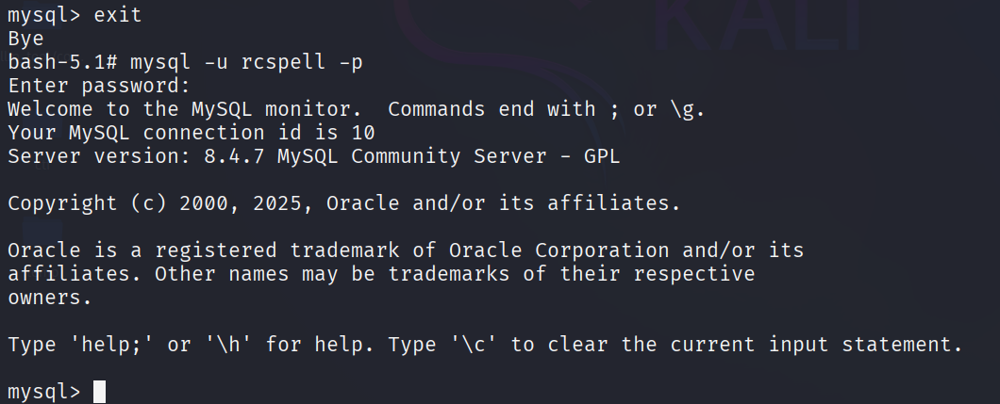 KALI
mysql> exit
Bye
bash-5.1# mysql -u rcspell -p
Enter password:
Welcome to the MySQL monitor.  Commands end with ; or \g.
Your MySQL connection id is 10
Server version: 8.4.7 MySQL Community Server - GPL
Copyright (c) 2000, 2025, Oracle and/or its affiliates.
Oracle is a registered trademark of Oracle Corporation and/or its
affiliates. Other names may be trademarks of their respective
owners.
Type 'help;' or '\h' for help. Type '\c' to clear the current input statement.
mysql>